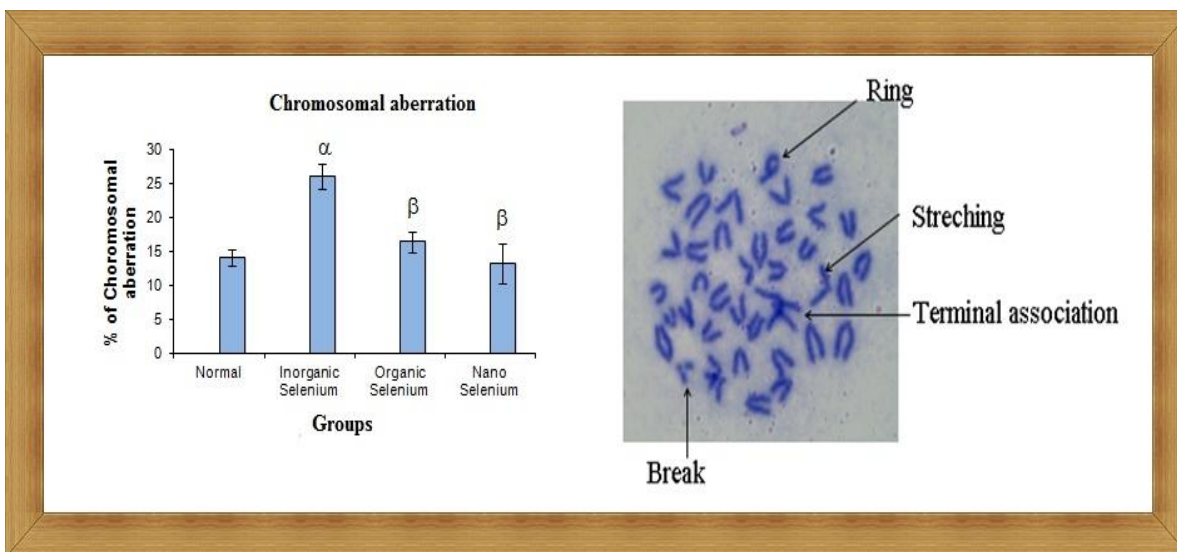 Chromosomal aberration
% of Choromosomal
aberration
30
25
20
15
10
5
0
α
β
β
Normal
Inorganic
Selenium
Organic
Selenium
Nano
Selenium
Groups
Ring
Streching
Terminal association
Break